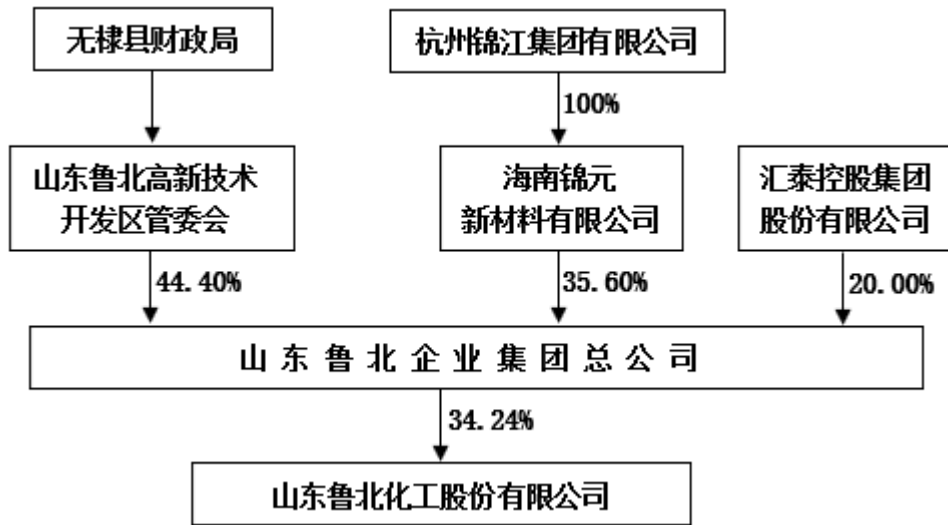 无棣县财政局
杭州锦江集团有限公司
100%
山东鲁北高新技术
开发区管委会
海南锦元
新材料有限公司
汇泰控股集团
股份有限公司
44.40%
35.60%
20.00%
山东鲁北企业集团总公司
34.24%
山东鲁北化工股份有限公司